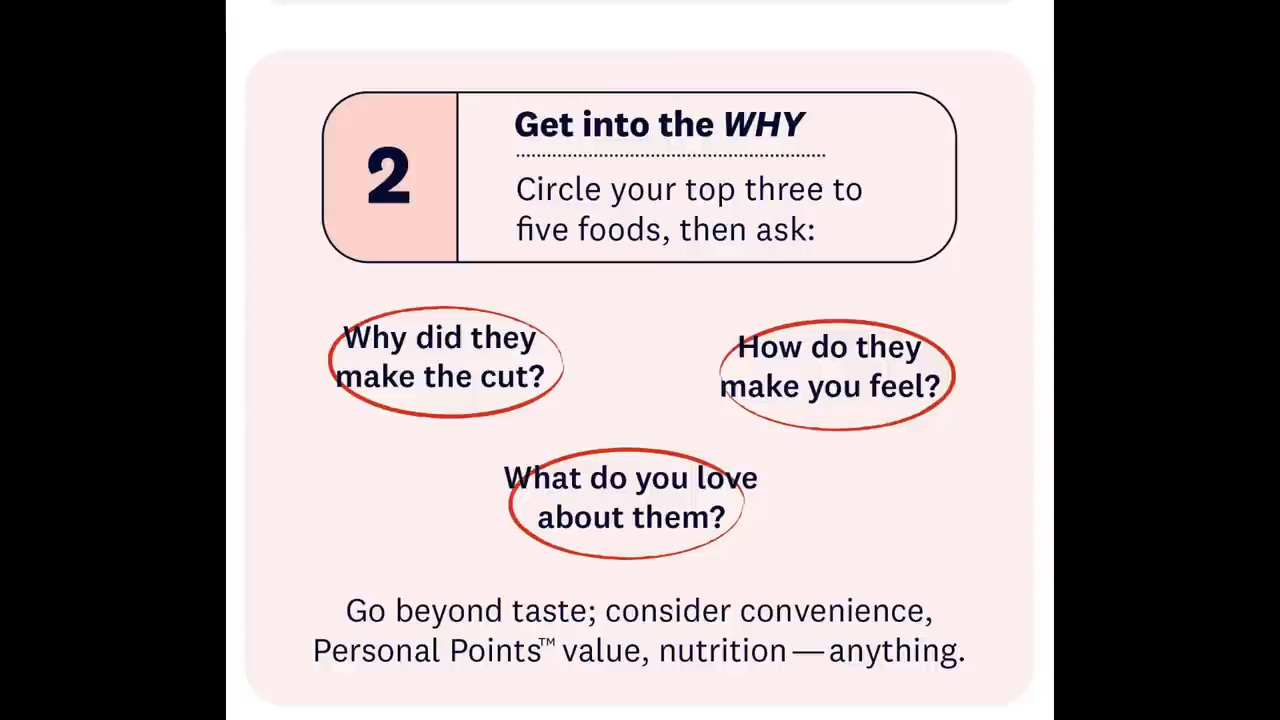 2
Get into the WHY
Circle your top three to
five foods, then ask:
Why did they
make the cut?
How do they
make you feel?
What do you love
about them?
Go beyond taste; consider convenience,
Personal Points™ value, nutrition — anything.